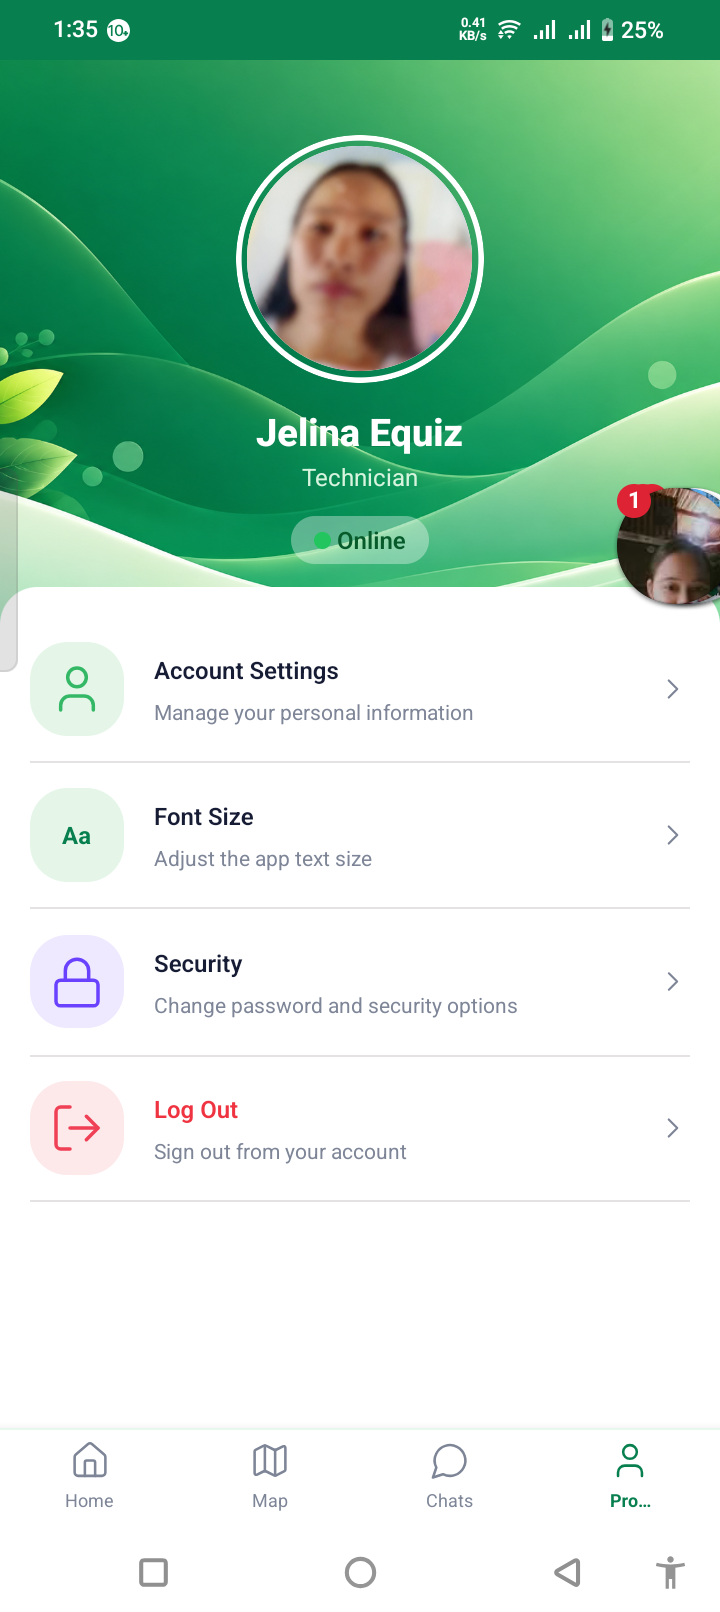 1:35
10
0.41
KB/s
25%
Jelina Equiz
Technician
Online
1
Account Settings
Manage your personal information
Aa
Font Size
Adjust the app text size
Security
Change password and security options
Log Out
Sign out from your account
Home
Map
Chats
Pro...